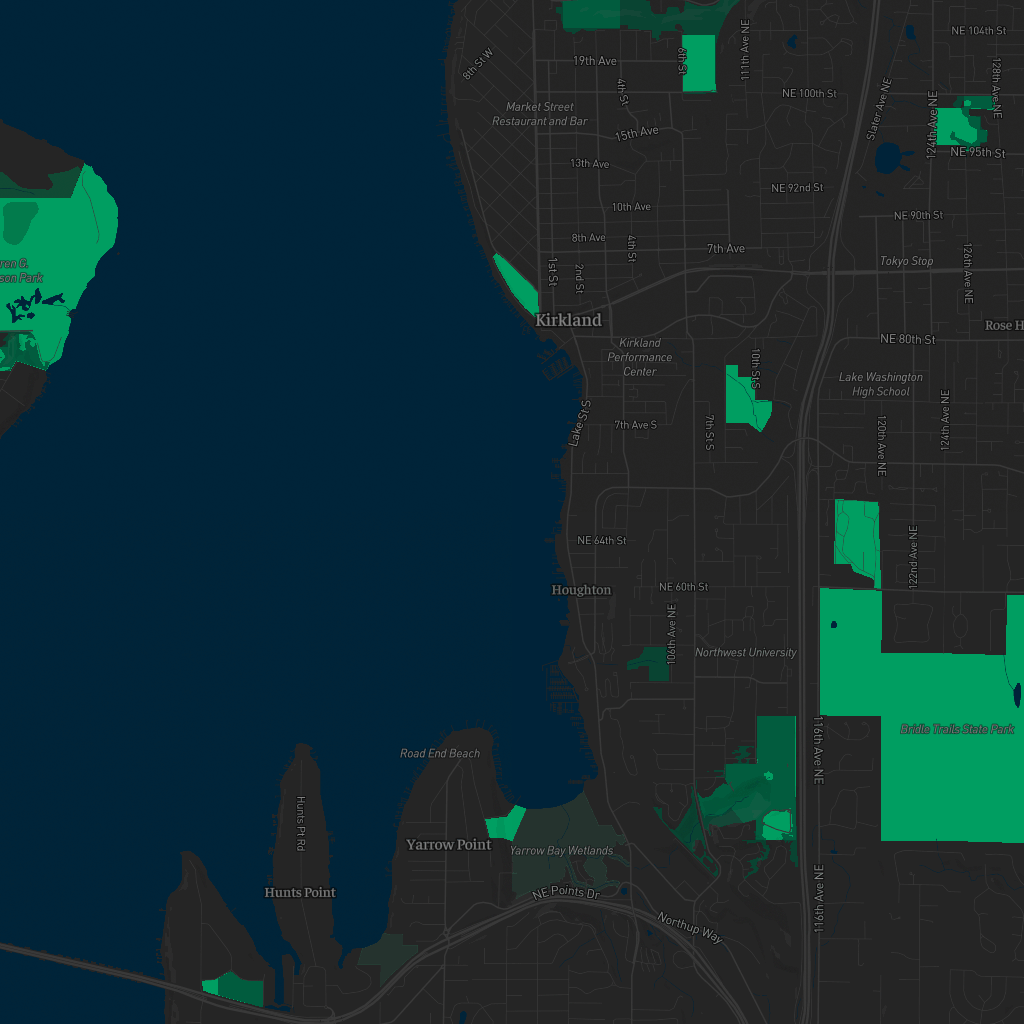 NE 104th St
111th Ave NE
8th St W
19th Ave
6th St
128th Ave NE
4th St
NE 100th St
Market Street
Restaurant and Bar
Slater Ave NE
124th Ave NE
15th Ave
NE 95th St
13th Ave
NE 92nd St
10th Ave
NE 90th St
8th Ave
4th St
7th Ave
Tokyo Stop
1st St
2nd St
126th Ave NE
Kirkland
Rose H
NE 80th St
Kirkland
Performance
Center
10th St S
Lake Washington
High School
Lake St S
7th Ave S
7th St S
120th Ave NE
124th Ave NE
NE 64th St
122nd Ave NE
Houghton
NE 60th St
106th Ave NE
Northwest University
Bridle Trails State Park
116th Ave NE
Road End Beach
Hunts Pt Rd
Yarrow Point
Yarrow Bay Wetlands
Hunts Point
NE Points Dr
Northup Way
116th Ave NE
ren G.
son Park